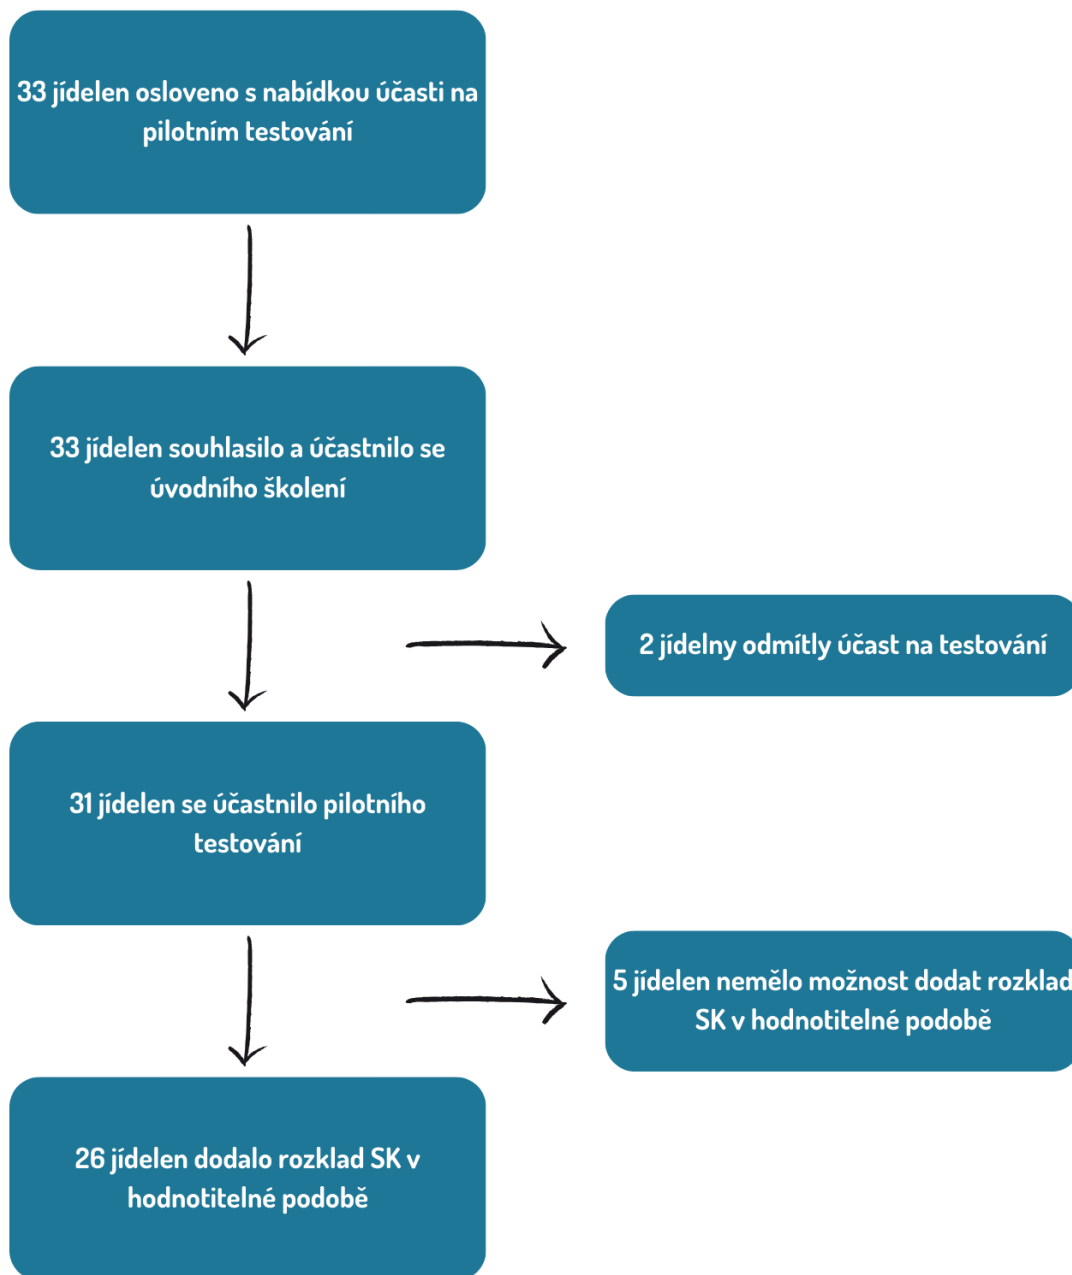 33 jídelen osloveno s nabídkou účasti na
pilotním testování
33 jídelen souhlasilo a účastnilo se
úvodního školení
2 jídelny odmítly účast na testování
31 jídelen se účastnilo pilotního
testování
5 jídelen nemělo možnost dodat rozklad
SK v hodnotitelné podobě
26 jídelen dodalo rozklad SK v
hodnotitelné podobě